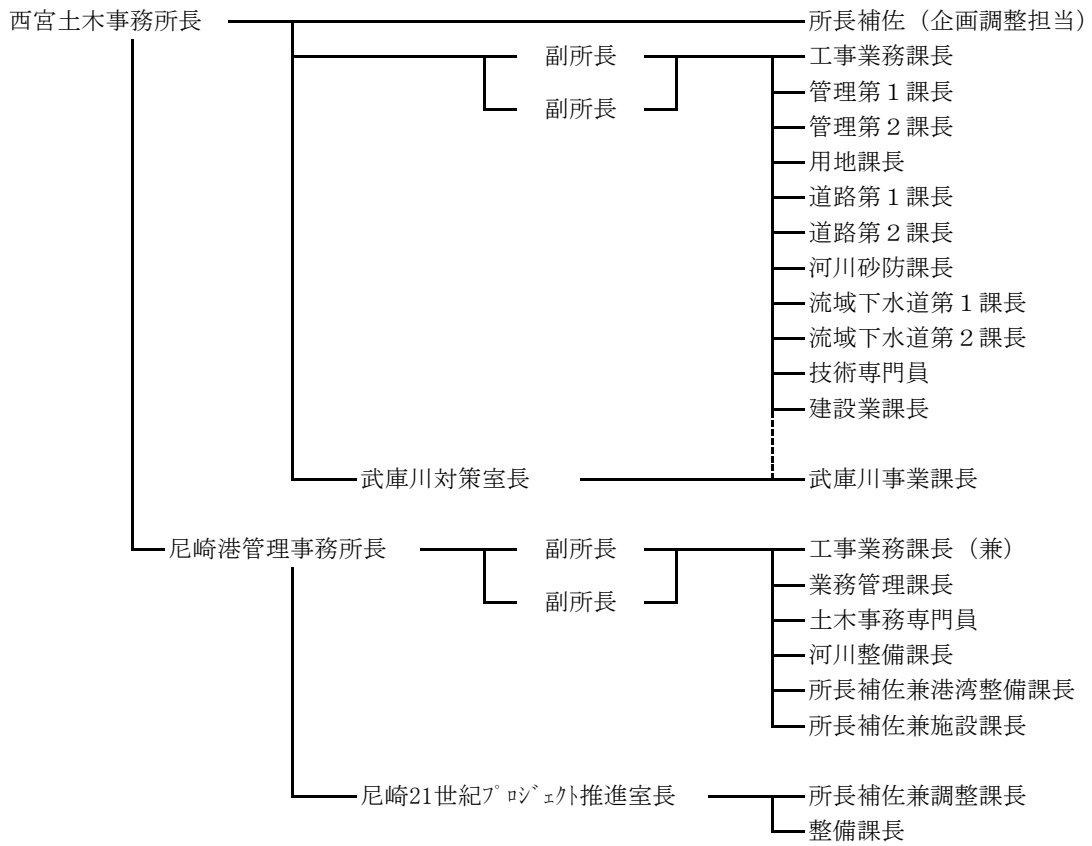 西宮土木事務所長 所長補佐（企画調整担当）
副所長 工事業務課長
管理第１課長
副所長
管理第２課長
用地課長
道路第１課長
道路第２課長
河川砂防課長
流域下水道第１課長
流域下水道第２課長
技術専門員
建設業課長
武庫川対策室長 武庫川事業課長
尼崎港管理事務所長 副所長 工事業務課長（兼）
業務管理課長
副所長
土木事務専門員
河川整備課長
所長補佐兼港湾整備課長
所長補佐兼施設課長
尼崎21世紀ﾌﾟﾛｼﾞｪｸﾄ推進室長 所長補佐兼調整課長
整備課長